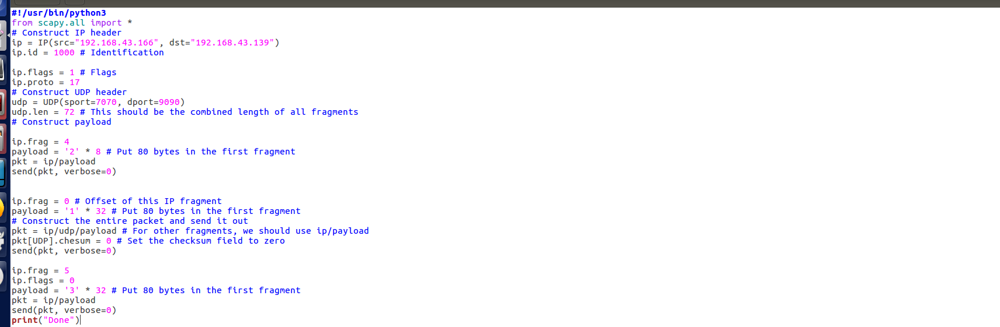 #!/usr/bin/python3
from scapy.all import *
# Construct IP header
ip = IP(src="192.168.43.166", dst="192.168.43.139")
ip.id = 1000 # Identification
ip.flags = 1 # Flags
ip.proto = 17
# Construct UDP header
udp = UDP(sport=7070, dport=9090)
udp.len = 72 # This should be the combined length of all fragments
# Construct payload
ip.frag = 4
payload = '2' * 8 # Put 80 bytes in the first fragment
pkt = ip/payload
send(pkt, verbose=0)
ip.frag = 0 # Offset of this IP fragment
payload = '1' * 32 # Put 80 bytes in the first fragment
# Construct the entire packet and send it out
pkt = ip/udp/payload # For other fragments, we should use ip/payload
pkt[UDP].chesum = 0 # Set the checksum field to zero
send(pkt, verbose=0)
ip.frag = 5
ip.flags = 0
payload = '3' * 32 # Put 80 bytes in the first fragment
pkt = ip/payload
send(pkt, verbose=0)
print("Done")